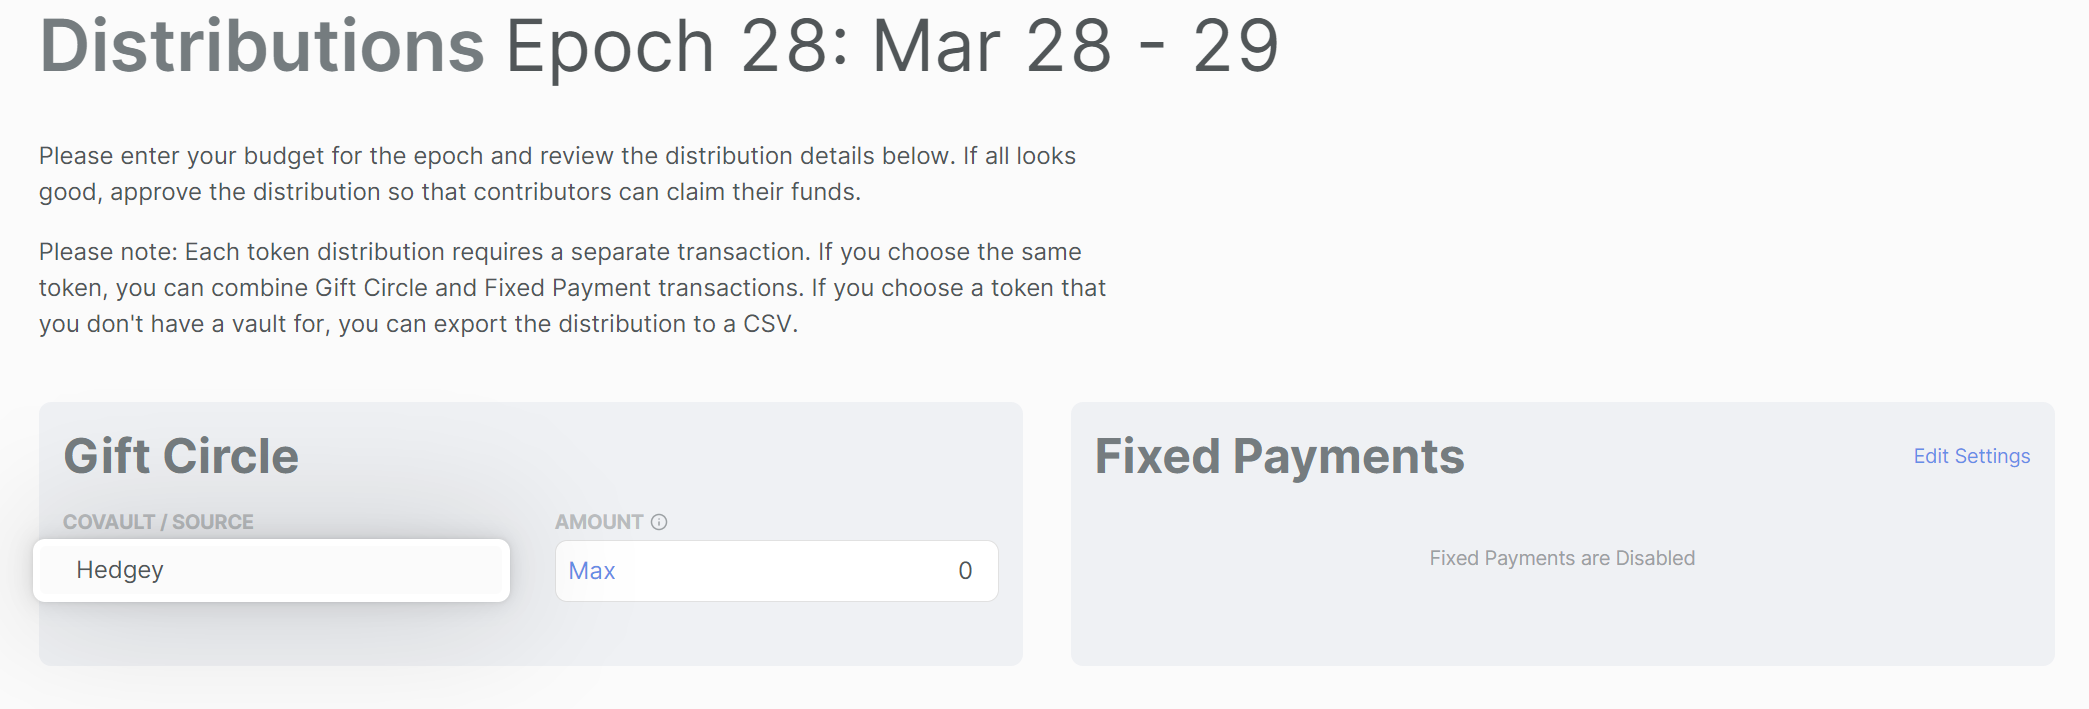 Distributions Epoch 28: Mar 28 - 29
Please enter your budget for the epoch and review the distribution details below. If all looks
good, approve the distribution so that contributors can claim their funds.
Please note: Each token distribution requires a separate transaction. If you choose the same
token, you can combine Gift Circle and Fixed Payment transactions. If you choose a token that
you don't have a vault for, you can export the distribution to a CSV.
Gift Circle
COVAULT / SOURCE
Hedgey
AMOUNT
Max 0
Fixed Payments
Edit Settings
Fixed Payments are Disabled